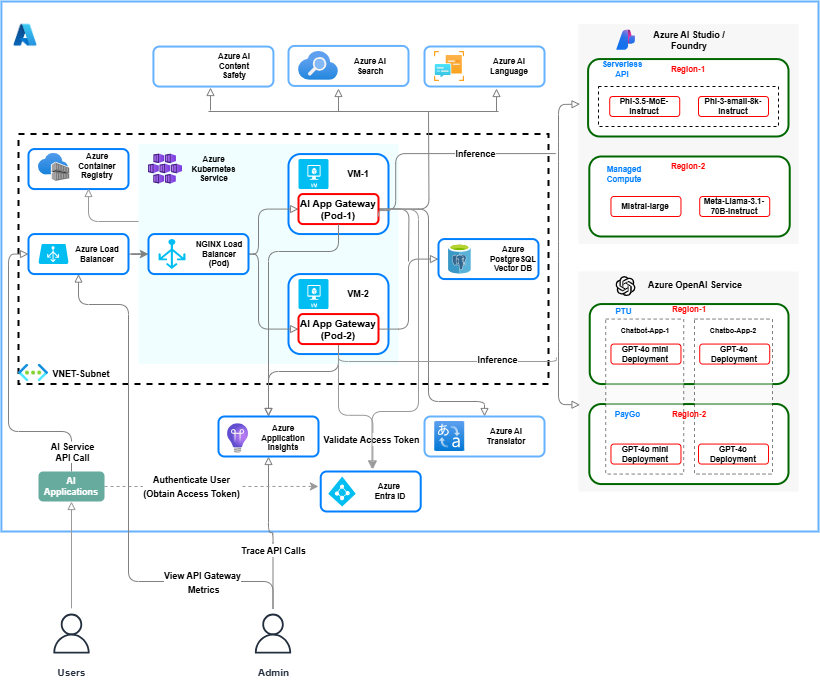 Azure AI
Content
Safety
Azure AI
Search
Azure AI
Language
Azure AI Studio /
Foundry
Serverless
API
Region-1
Phi-3.5-MoE-
instruct
Phi-3-small-8k-
instruct
Managed
Compute
Region-2
Mistral-large
Meta-Llama-3.1-
70B-Instruct
Azure
Container
Registry
Azure
Kubernetes
Service
VM
VM-1
AI App Gateway
(Pod-1)
Inference
Azure Load
Balancer
NGINX Load
Balancer
(Pod)
Azure
PostgreSQL
Vector DB
VM
VM-2
AI App Gateway
(Pod-2)
Inference
VNET-Subnet
Azure OpenAI Service
PTU
Region-1
Chatbot-App-1
Chatbo-App-2
GPT-4o mini
Deployment
GPT-4o
Deployment
PayGo
Region-2
GPT-4o mini
Deployment
GPT-4o
Deployment
Azure
Application
Insights
Validate Access Token
あ
a
Azure AI
Translator
AI Service
API Call
AI
Applications
Authenticate User
(Obtain Access Token)
Azure
Entra ID
Trace API Calls
View API Gateway
Metrics
Users
Admin